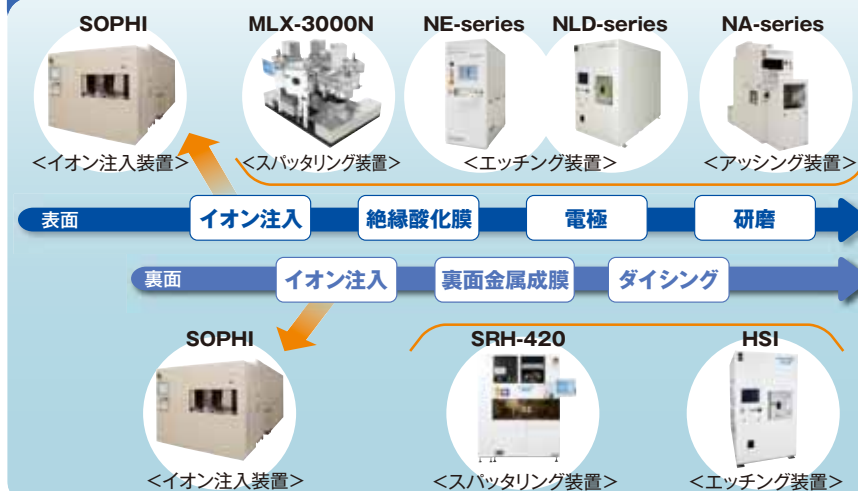 SOPHI
MLX-3000N
NE-series
NLD-series
NA-series
<イオン注入装置>
<スパッタリング装置>
<エッチング装置>
<アッシング装置>
表面
イオン注入
絶縁酸化膜
電極
研磨
裏面
イオン注入
裏面金属成膜
ダイシング
SOPHI
SRH-420
HSI
<イオン注入装置>
<スパッタリング装置>
<エッチング装置>